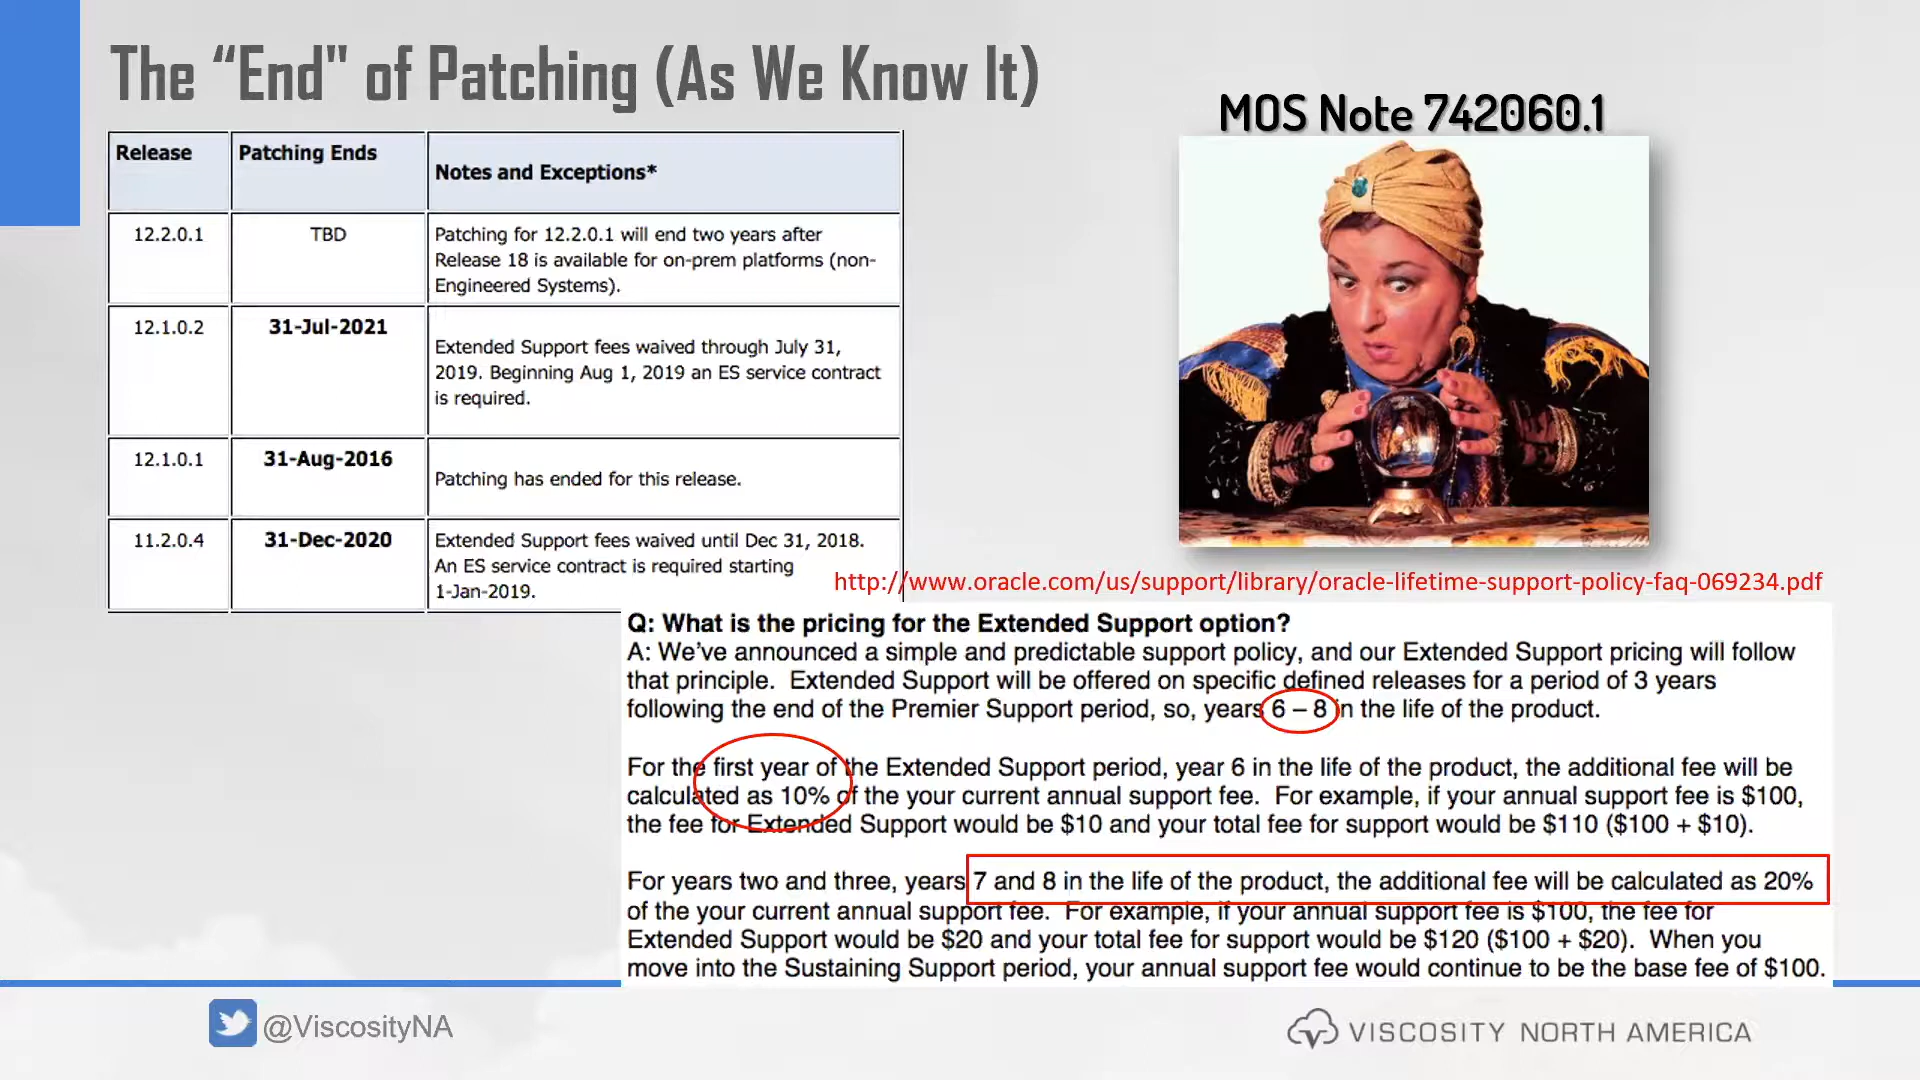 The “End" of Patching (As We Know It)
MOS Note 742060.1
Release
Patching Ends
Notes and Exceptions*
12.2.0.1
TBD
Patching for 12.2.0.1 will end two years after
Release 18 is available for on-prem platforms (non-
Engineered Systems).
12.1.0.2
31-Jul-2021
Extended Support fees waived through July 31,
2019. Beginning Aug 1, 2019 an ES service contract
is required.
12.1.0.1
31-Aug-2016
Patching has ended for this release.
11.2.0.4
31-Dec-2020
Extended Support fees waived until Dec 31, 2018.
An ES service contract is required starting
1-Jan-2019.
http://www.oracle.com/us/support/library/oracle-lifetime-support-policy-faq-069234.pdf
Q: What is the pricing for the Extended Support option?
A: We've announced a simple and predictable support policy, and our Extended Support pricing will follow
that principle. Extended Support will be offered on specific defined releases for a period of 3 years
following the end of the Premier Support period, so, years 6 – 8 in the life of the product.
For the first year of the Extended Support period, year 6 in the life of the product, the additional fee will be
calculated as 10% of the your current annual support fee. For example, if your annual support fee is $100,
the fee for Extended Support would be $10 and your total fee for support would be $110 ($100 + $10).
For years two and three, years 7 and 8 in the life of the product, the additional fee will be calculated as 20%
of the your current annual support fee. For example, if your annual support fee is $100, the fee for
Extended Support would be $20 and your total fee for support would be $120 ($100 + $20). When you
move into the Sustaining Support period, your annual support fee would continue to be the base fee of $100.
@ViscosityNA
VISCOSITY NORTH AMERICA